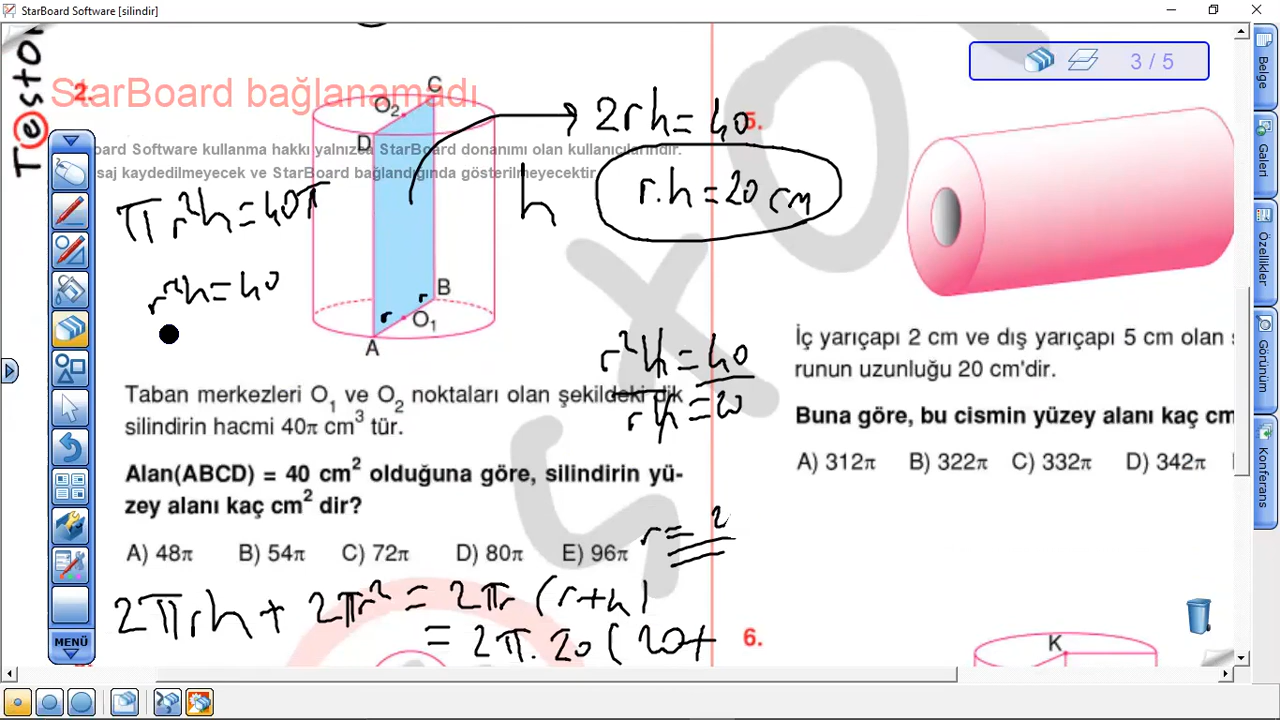 StarBoard Software [silindir]
Teston
2.
StarBoard bağlanamadı
board Software kullanma hakkı yalnızca StarBoard donanımı olan kullanıcılarındır.
saj kaydedilmeyecek ve StarBoard bağlandığında gösterilmeyecektir.
C
O2
D
B
r
r
O1
A
h
2rh = 40
r.h = 20 cm
πr²h = 40π
r²h = 40
r²h = 40
rh = 20
r = 2
Taban merkezleri O1 ve O2 noktaları olan şekildeki dik
silindirin hacmi 40π cm³ tür.
Alan(ABCD) = 40 cm² olduğuna göre, silindirin yü-
zey alanı kaç cm² dir?
A) 48π B) 54π C) 72π D) 80π E) 96π
2πrh + 2πr² = 2πr (r+h)
= 2π.20 (20+
3 / 5
5.
İç yarıçapı 2 cm ve dış yarıçapı 5 cm olan
runun uzunluğu 20 cm'dir.
Buna göre, bu cismin yüzey alanı kaç cm
A) 312π B) 322π C) 332π D) 342π
6.
K
MENÜ
Belge
Galeri
Özellikler
Görünüm
Konferans